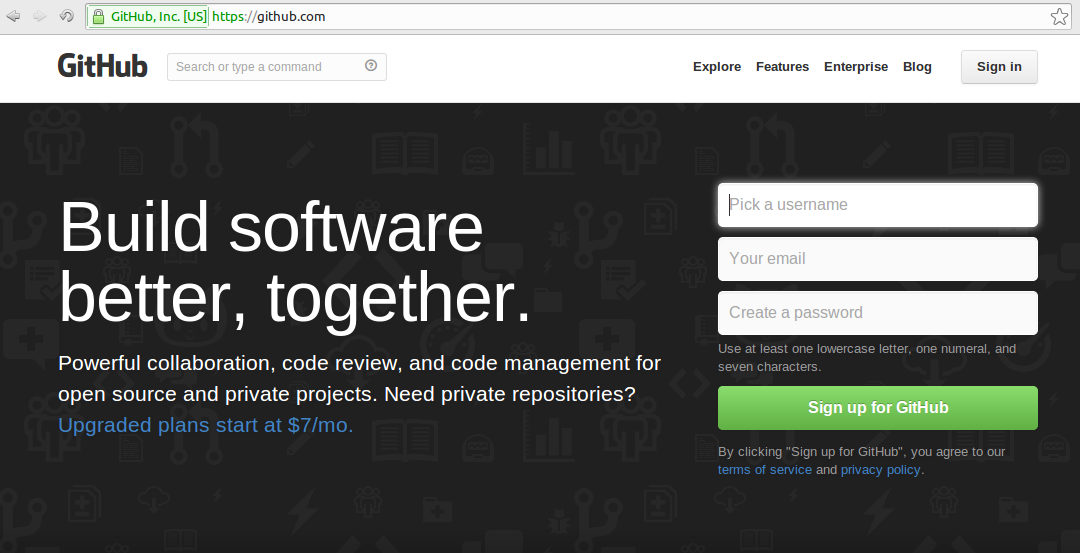 GitHub, Inc. [US] https://github.com
GitHub
Search or type a command
Explore Features Enterprise Blog Sign in
Build software
better, together.
Powerful collaboration, code review, and code management for
open source and private projects. Need private repositories?
Upgraded plans start at $7/mo.
Pick a username
Your email
Create a password
Use at least one lowercase letter, one numeral, and
seven characters.
Sign up for GitHub
By clicking "Sign up for GitHub", you agree to our
terms of service and privacy policy.